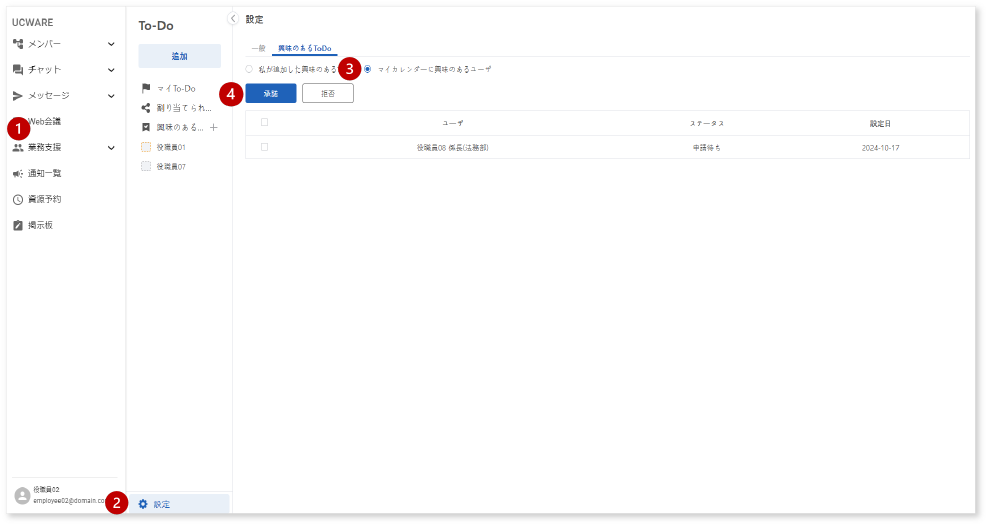 UCWARE
メンバー
チャット
メッセージ
1
Web会議
業務支援
通知一覧
資源予約
掲示板
役職員02
employee02@domain.co
To-Do
追加
マイTo-Do
割り当てられ...
興味のある...
役職員01
役職員07
2
設定
設定
一般
興味のあるToDo
私が追加した興味のある
3
マイカレンダーに興味のあるユーザ
4
承諾
拒否
ユーザ
ステータス
設定日
役職員08 係長(法務部)
申請待ち
2024-10-17